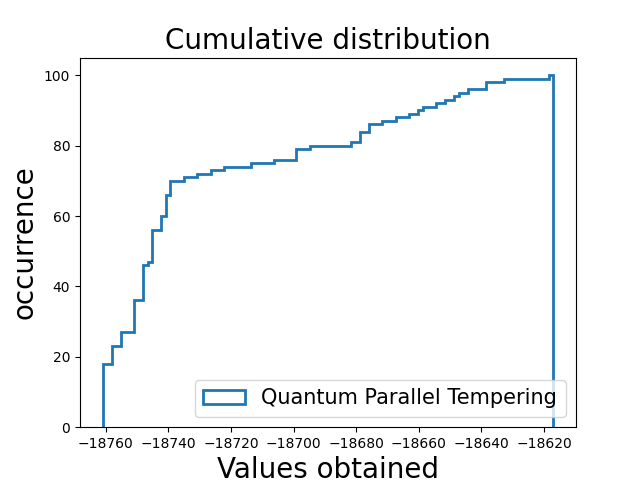 Cumulative distribution
100
80
60
40
20
0
occurrence
Quantum Parallel Tempering
−18760 −18740 −18720 −18700 −18680 −18660 −18640 −18620
Values obtained